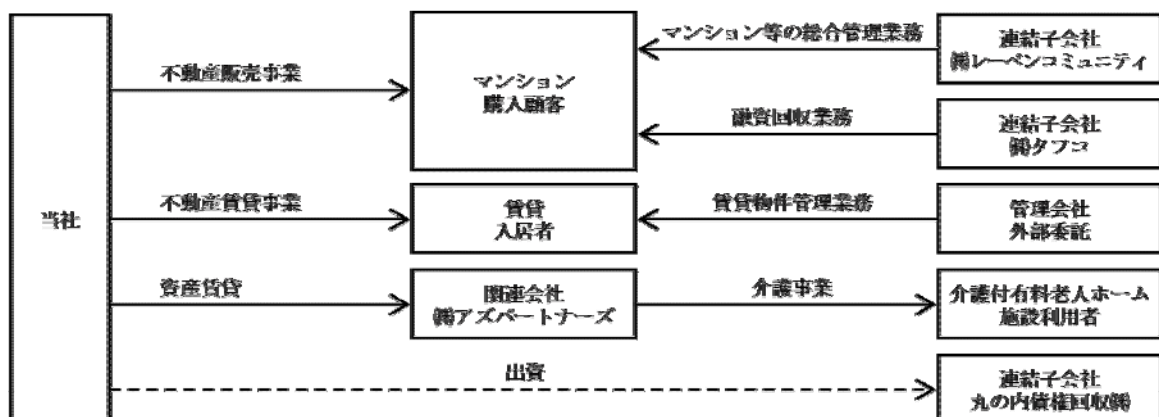 当社
不動産販売事業
マンション
購入顧客
マンション等の総合管理業務
連結子会社
㈱レーベンコミュニティ
融資回収業務
連結子会社
㈱タフコ
不動産賃貸事業
賃貸
入居者
賃貸物件管理業務
管理会社
外部委託
資産賃貸
関連会社
㈱アズパートナーズ
介護事業
介護付有料老人ホーム
施設利用者
出資
連結子会社
丸の内債権回収㈱